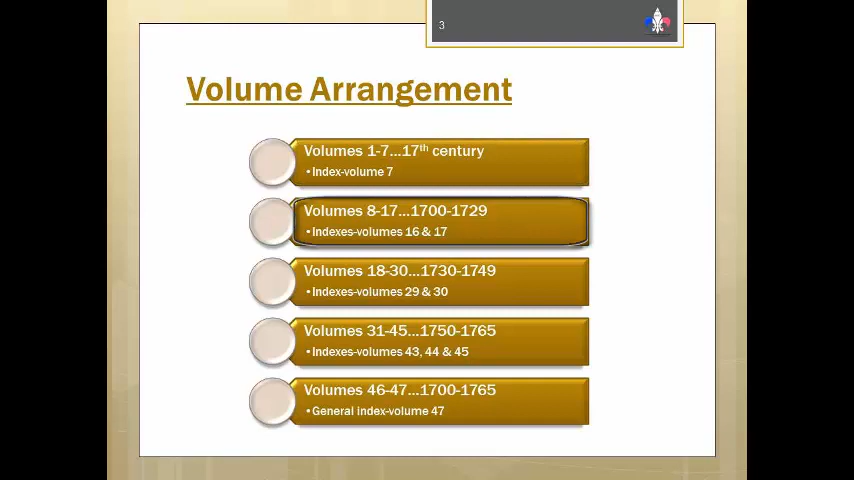 3
Volume Arrangement
Volumes 1-7...17th century
•Index-volume 7
Volumes 8-17...1700-1729
•Indexes-volumes 16 & 17
Volumes 18-30...1730-1749
•Indexes-volumes 29 & 30
Volumes 31-45...1750-1765
•Indexes-volumes 43, 44 & 45
Volumes 46-47...1700-1765
•General index-volume 47